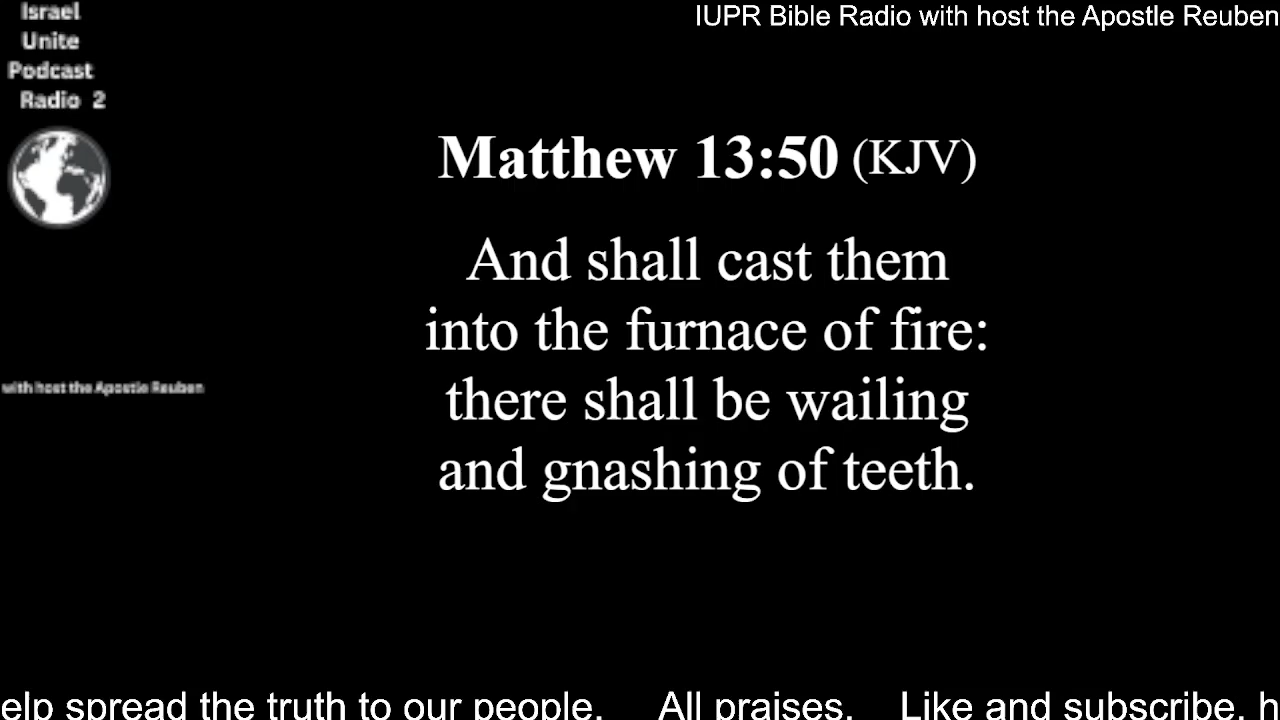 Israel
Unite
Podcast
Radio 2
IUPR Bible Radio with host the Apostle Reuben
Matthew 13:50 (KJV)
And shall cast them
into the furnace of fire:
there shall be wailing
and gnashing of teeth.
with host the Apostle Reuben
elp spread the truth to our people. All praises. Like and subscribe, h